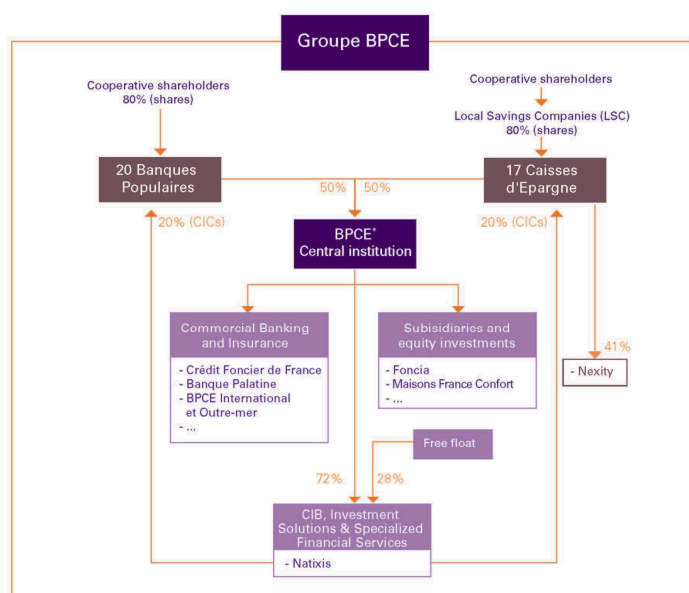 Groupe BPCE
Cooperative shareholders
80% (shares)
Cooperative shareholders
Local Savings Companies (LSC)
80% (shares)
20 Banques
Populaires
17 Caisses
d'Epargne
50% 50%
20% (CICs)
20% (CICs)
BPCE*
Central institution
Commercial Banking
and Insurance
- Crédit Foncier de France
- Banque Palatine
- BPCE International
et Outre-mer
- ...
Subisidiaries and
equity investments
- Foncia
- Maisons France Confort
- ...
41%
- Nexity
Free float
72%
28%
CIB, Investment
Solutions & Specialized
Financial Services
- Natixis